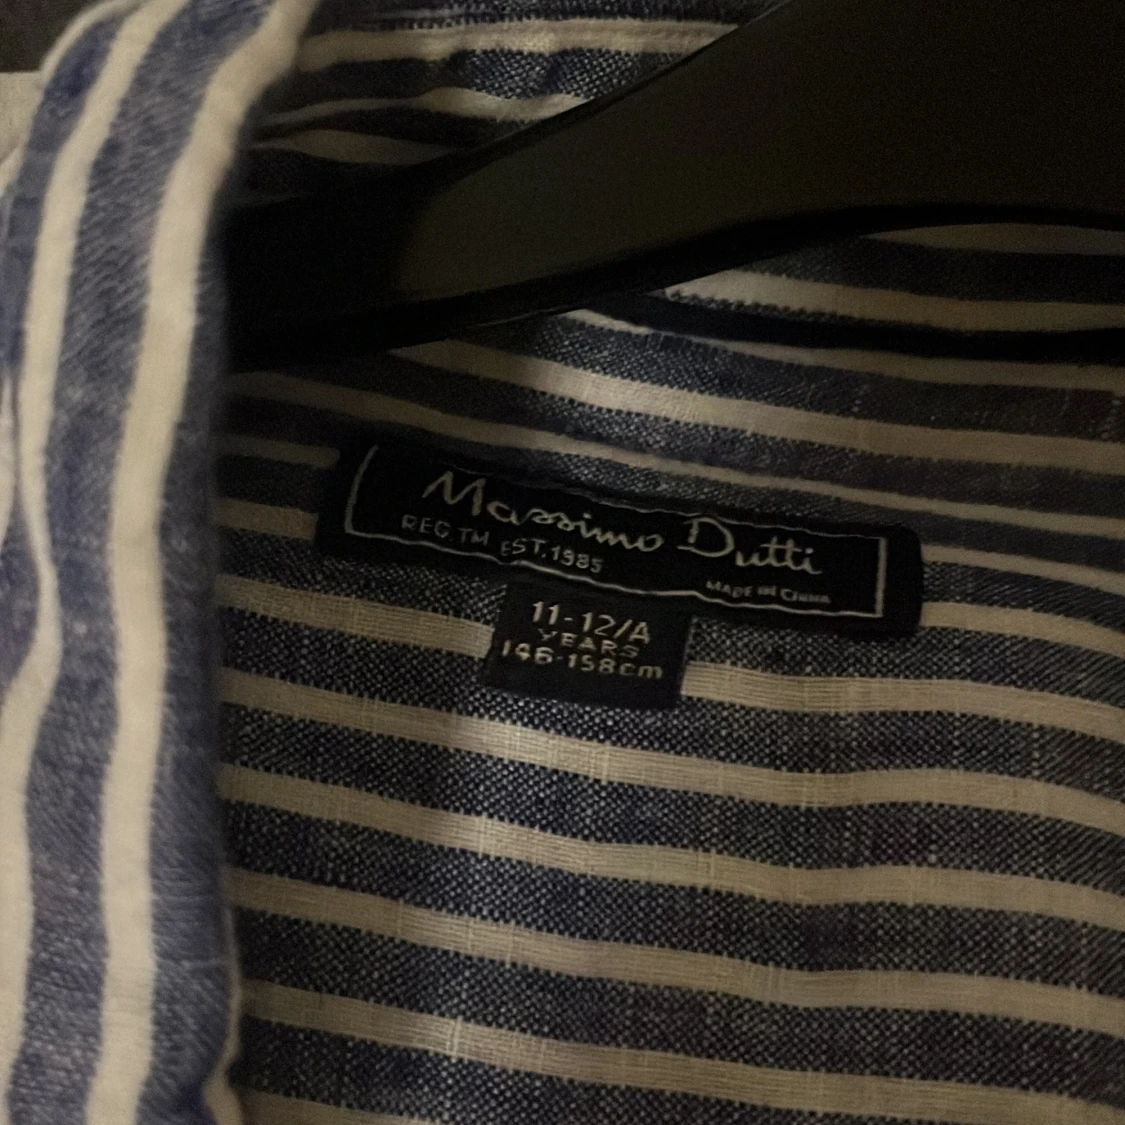 Massimo Dutti
REG. TM EST. 1985
MADE IN CHINA
11-12/A
YEARS
146-158cm